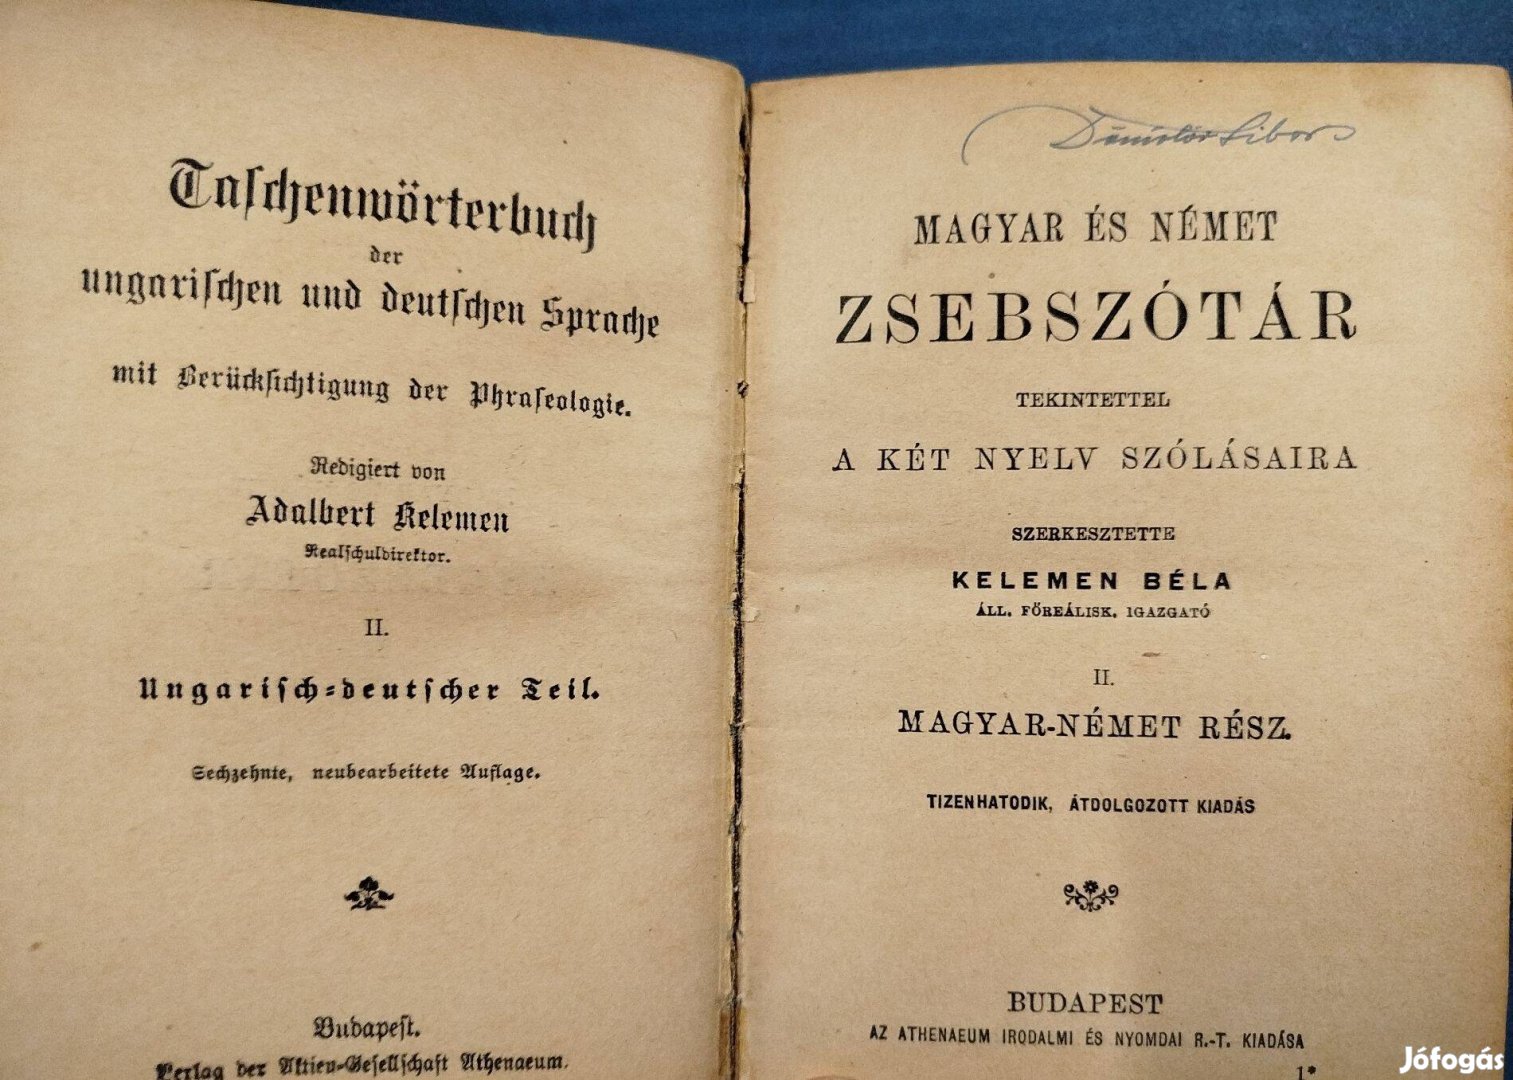 Taschenwörterbuch
der
ungarischen und deutschen Sprache
mit Berücksichtigung der Phraseologie.
Redigiert von
Adalbert Kelemen
Realschuldirektor.
II.
Ungarisch-deutscher Teil.
Sechzehnte, neubearbeitete Auflage.
Budapest.
Verlag der Aktien-Gesellschaft Athenaeum.
MAGYAR ÉS NÉMET
ZSEBSZÓTÁR
TEKINTETTEL
A KÉT NYELV SZÓLÁSAIRA
SZERKESZTETTE
KELEMEN BÉLA
ÁLL. FŐREÁLISK. IGAZGATÓ
II.
MAGYAR-NÉMET RÉSZ.
TIZENHATODIK, ÁTDOLGOZOTT KIADÁS
BUDAPEST
AZ ATHENAEUM IRODALMI ÉS NYOMDAI R.-T. KIADÁSA
1*
Jófogás